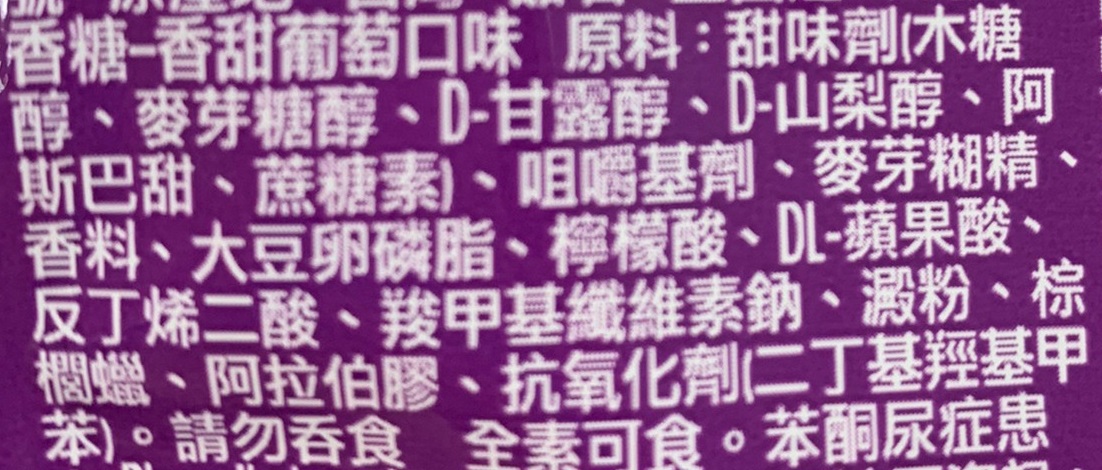 香糖-香甜葡萄口味 原料：甜味劑(木糖
醇、麥芽糖醇、D-甘露醇、D-山梨醇、阿
斯巴甜、蔗糖素)、咀嚼基劑、麥芽糊精、
香料、大豆卵磷脂、檸檬酸、DL-蘋果酸、
反丁烯二酸、羧甲基纖維素鈉、澱粉、棕
櫚蠟、阿拉伯膠、抗氧化劑(二丁基羥基甲
苯)。請勿吞食 全素可食。苯酮尿症患